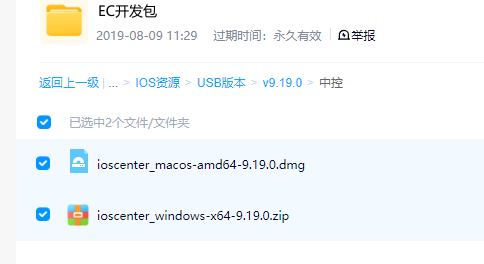 EC开发包
2019-08-09 11:29 过期时间：永久有效 举报
返回上一级 | ... > IOS资源 > USB版本 > v9.19.0 > 中控
已选中2个文件/文件夹
ioscenter_macos-amd64-9.19.0.dmg
ioscenter_windows-x64-9.19.0.zip